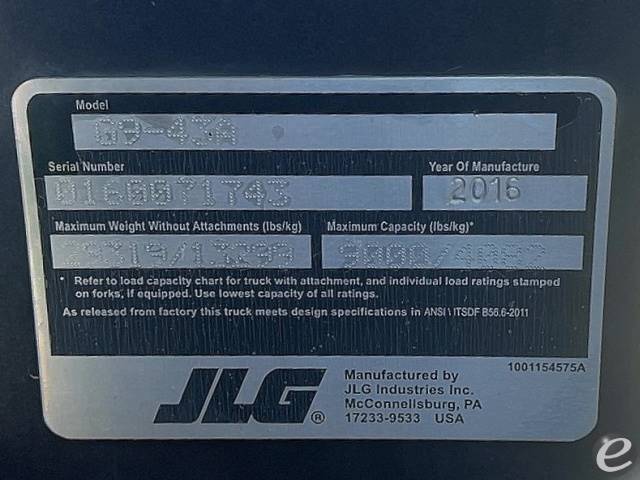 Model
G9-43A
Serial Number
Year Of Manufacture
0160071743
2016
Maximum Weight Without Attachments (lbs/kg)
Maximum Capacity (lbs/kg)*
29319/13299
9000/4082
* Refer to load capacity chart for truck with attachment, and individual load ratings stamped
on forks, if equipped. Use lowest capacity of all ratings.
As released from factory this truck meets design specifications in ANSI \ ITSDF B56.6-2011
1001154575A
JLG®
Manufactured by
JLG Industries Inc.
McConnellsburg, PA
17233-9533 USA
e